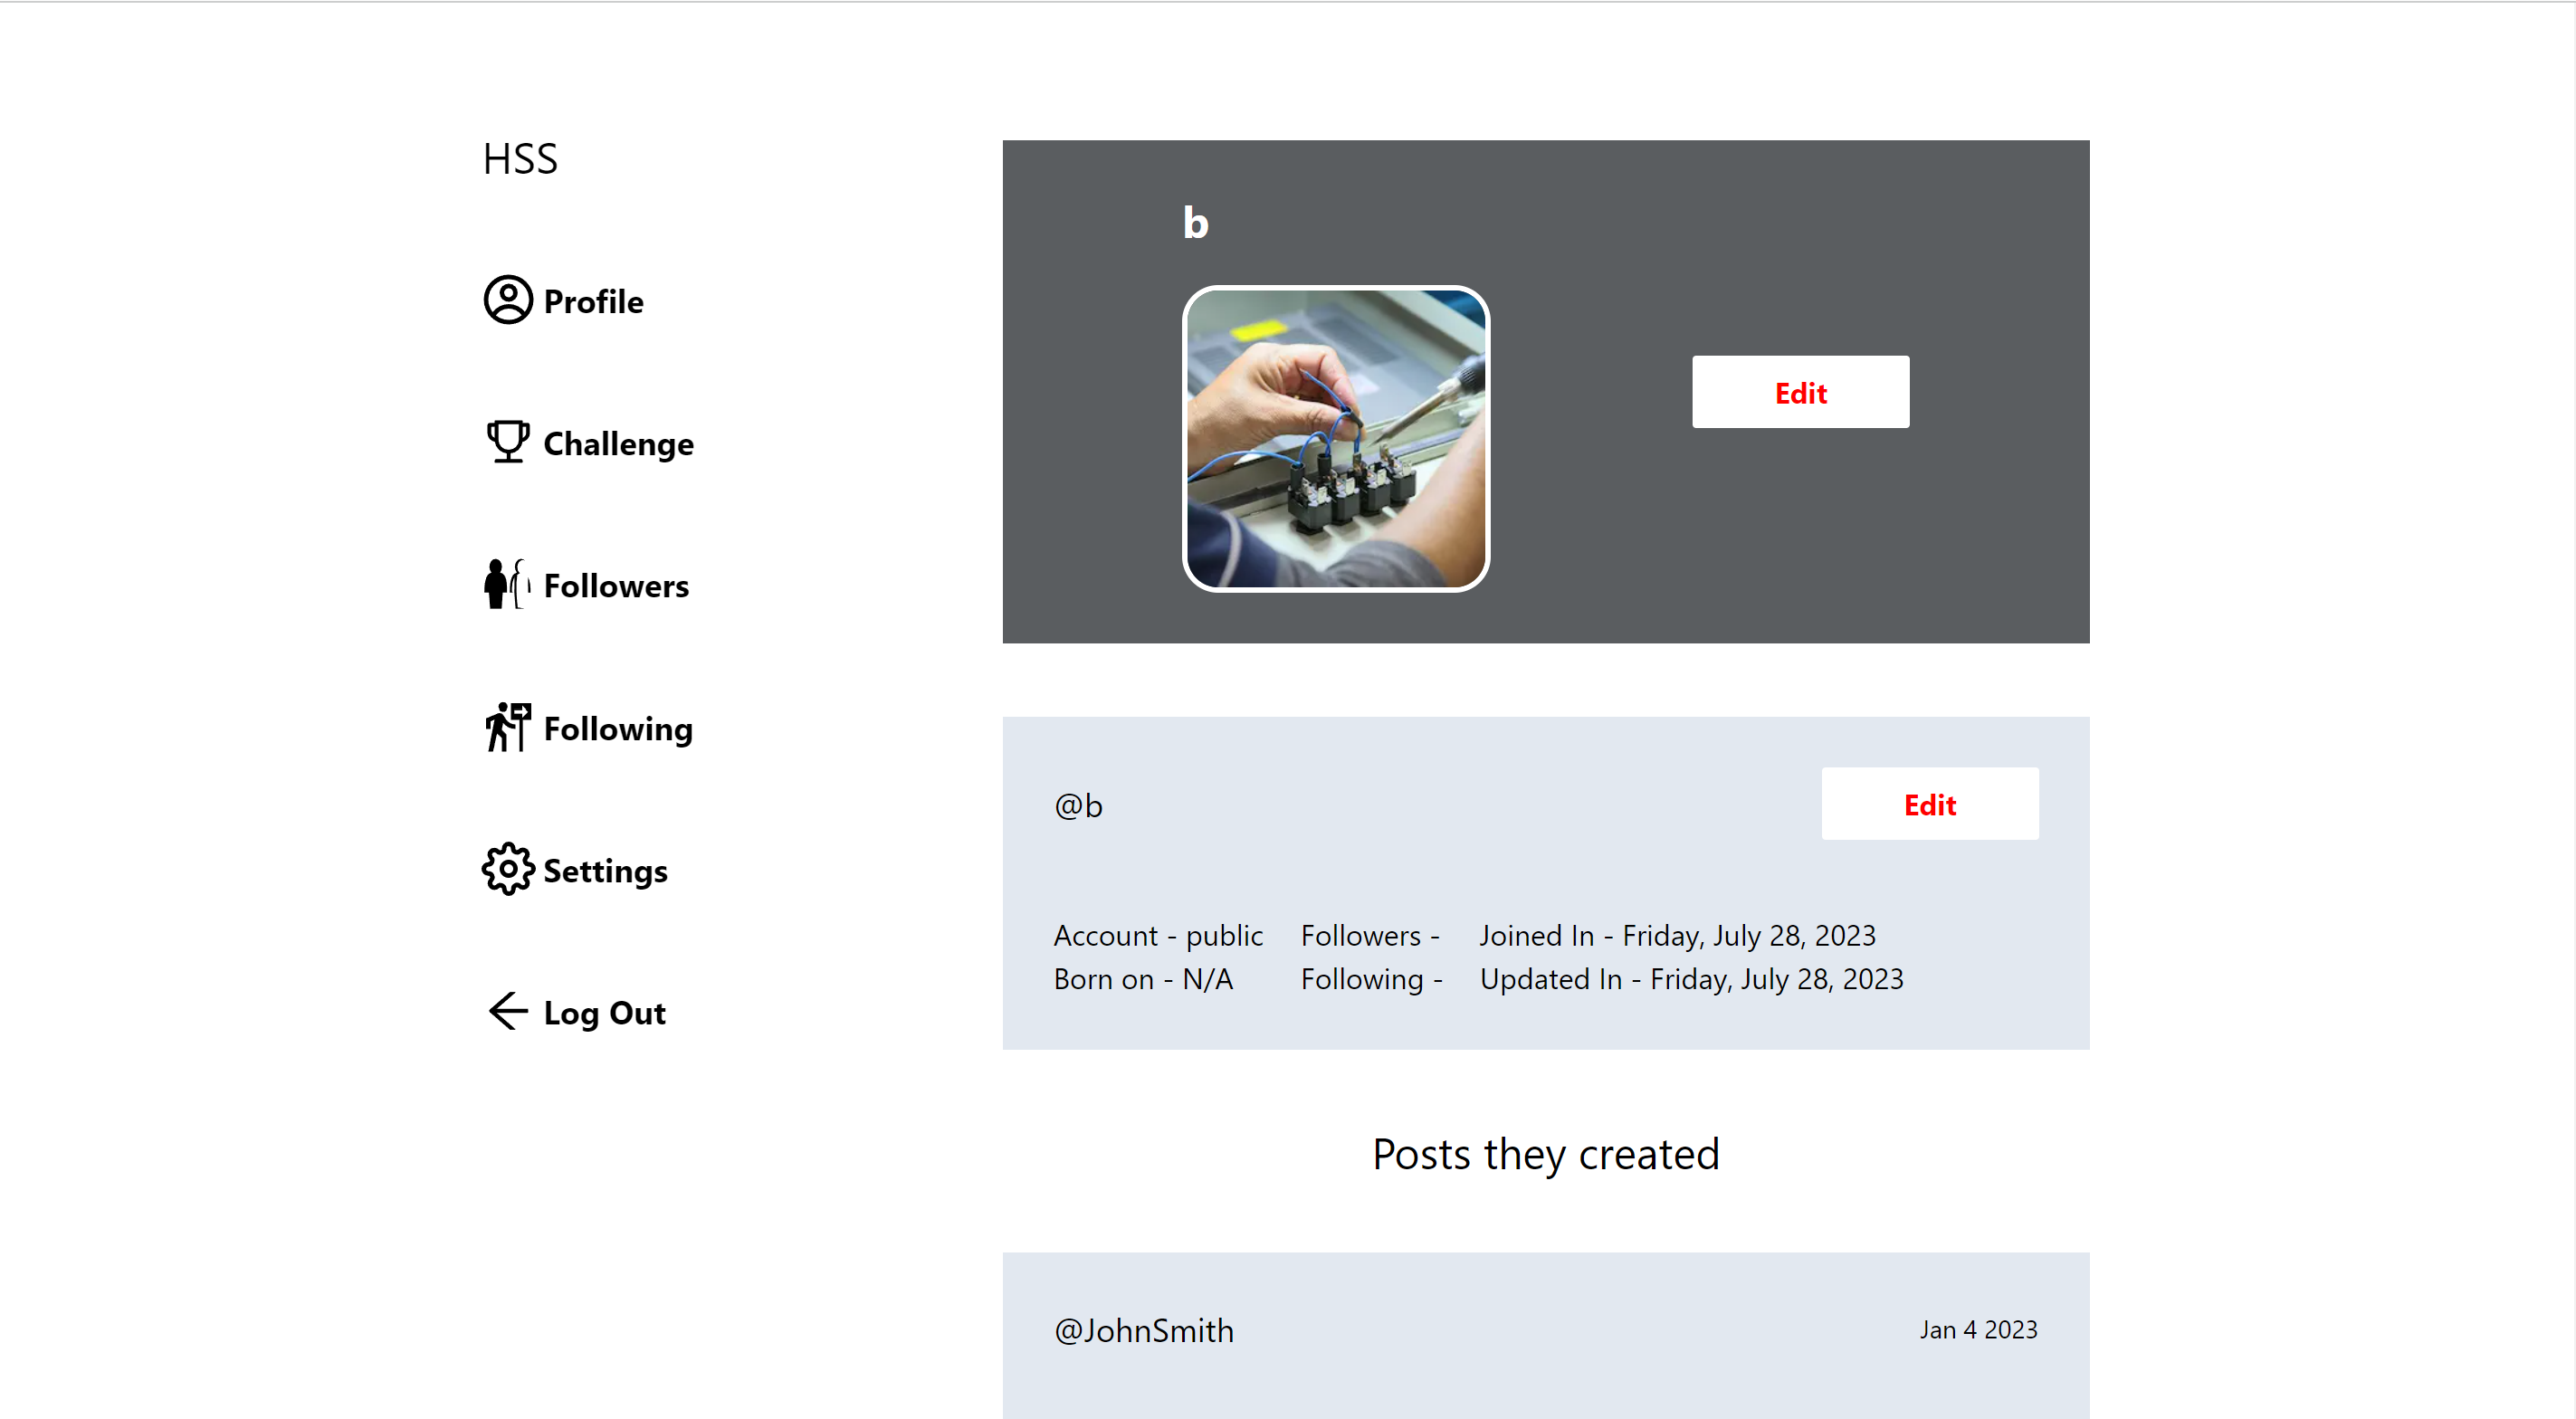 HSS
Profile
Challenge
Followers
Following
Settings
Log Out
b
Edit
@b
Edit
Account - public
Followers -
Joined In - Friday, July 28, 2023
Born on - N/A
Following -
Updated In - Friday, July 28, 2023
Posts they created
@JohnSmith
Jan 4 2023